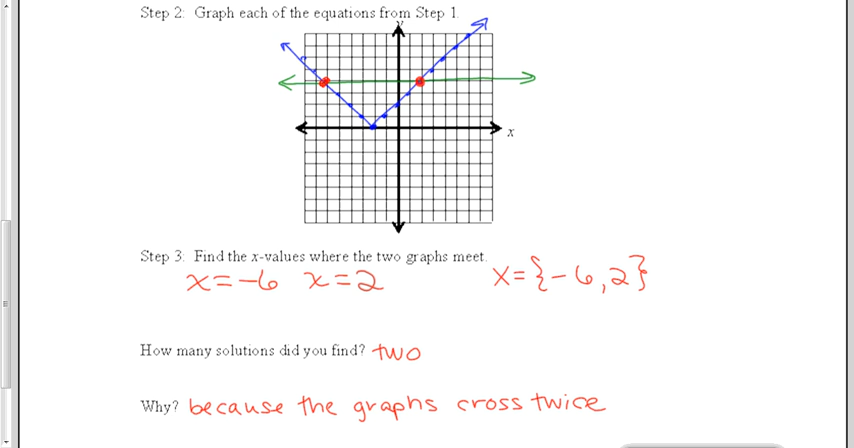 Step 2: Graph each of the equations from Step 1.
y
x
Step 3: Find the x-values where the two graphs meet.
x=-6 x=2 x={-6,2}
How many solutions did you find? two
Why? because the graphs cross twice